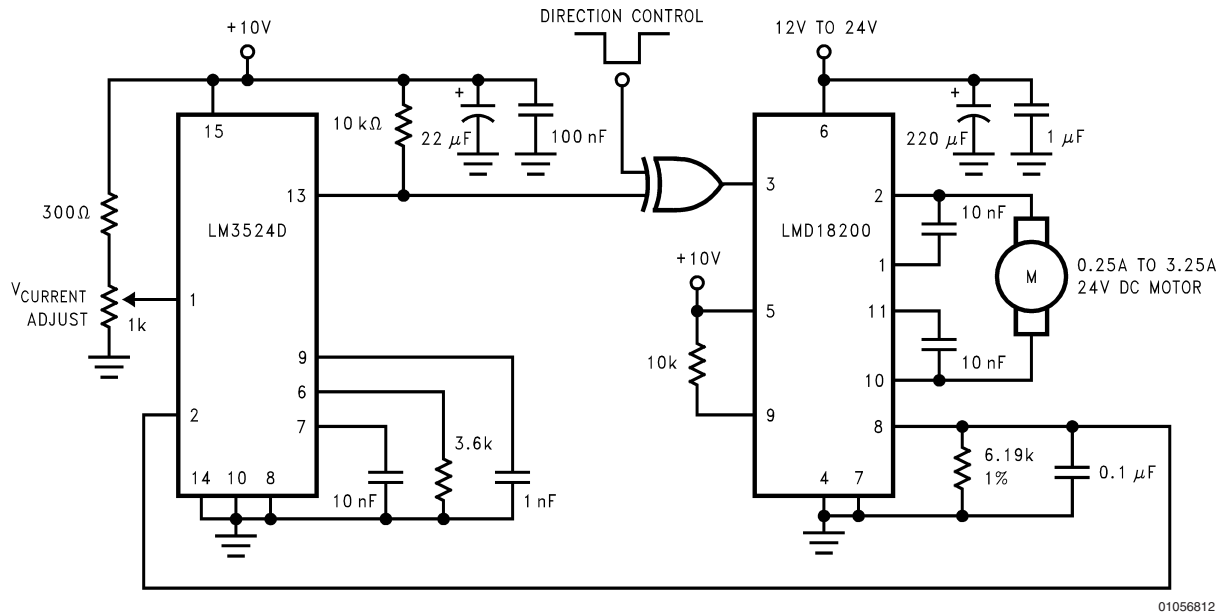 DIRECTION CONTROL
+10V
12V TO 24V
15
10 kΩ
+
22 µF
100 nF
6
+
220 µF
1 µF
300Ω
13
3
2
10 nF
LM3524D
LMD18200
1
+10V
M
0.25A TO 3.25A
24V DC MOTOR
VCURRENT
ADJUST
1k
1
5
11
9
10k
10 nF
6
10
2
7
3.6k
9
8
6.19k
1%
0.1 µF
14 10 8
10 nF
1 nF
4 7
01056812